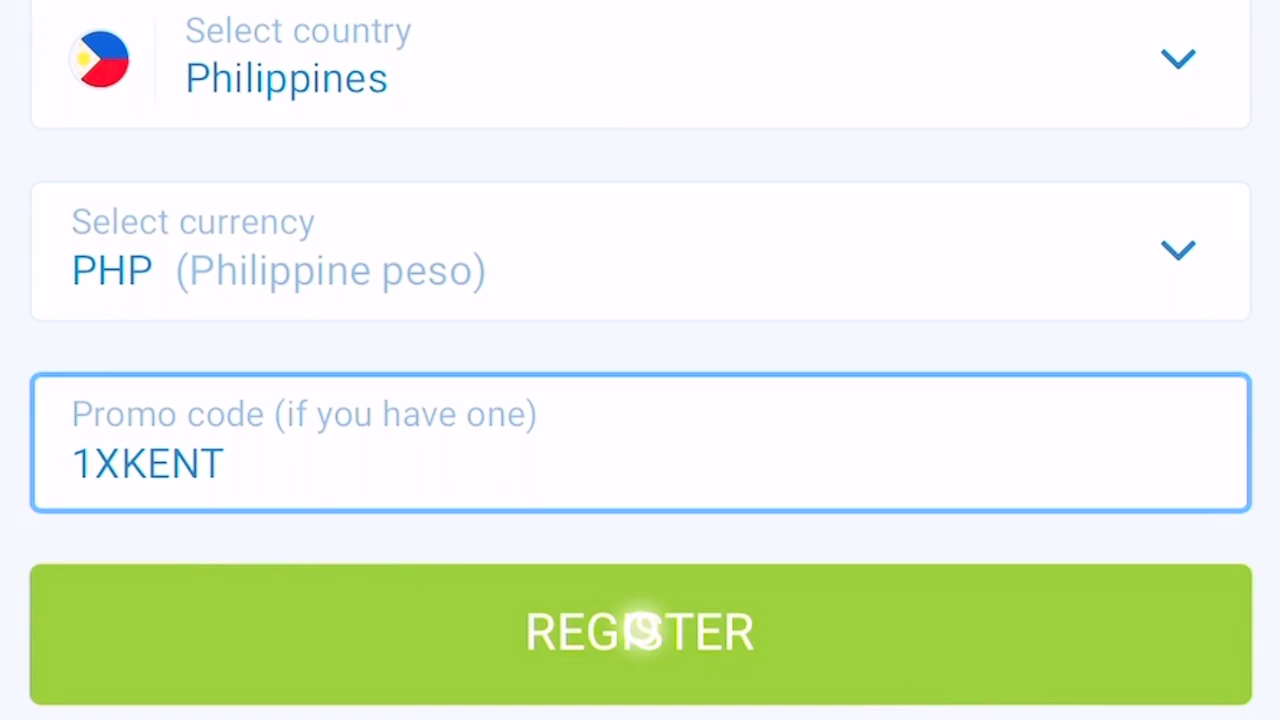 Select country
Philippines
Select currency
PHP (Philippine peso)
Promo code (if you have one)
1XKENT
REGISTER